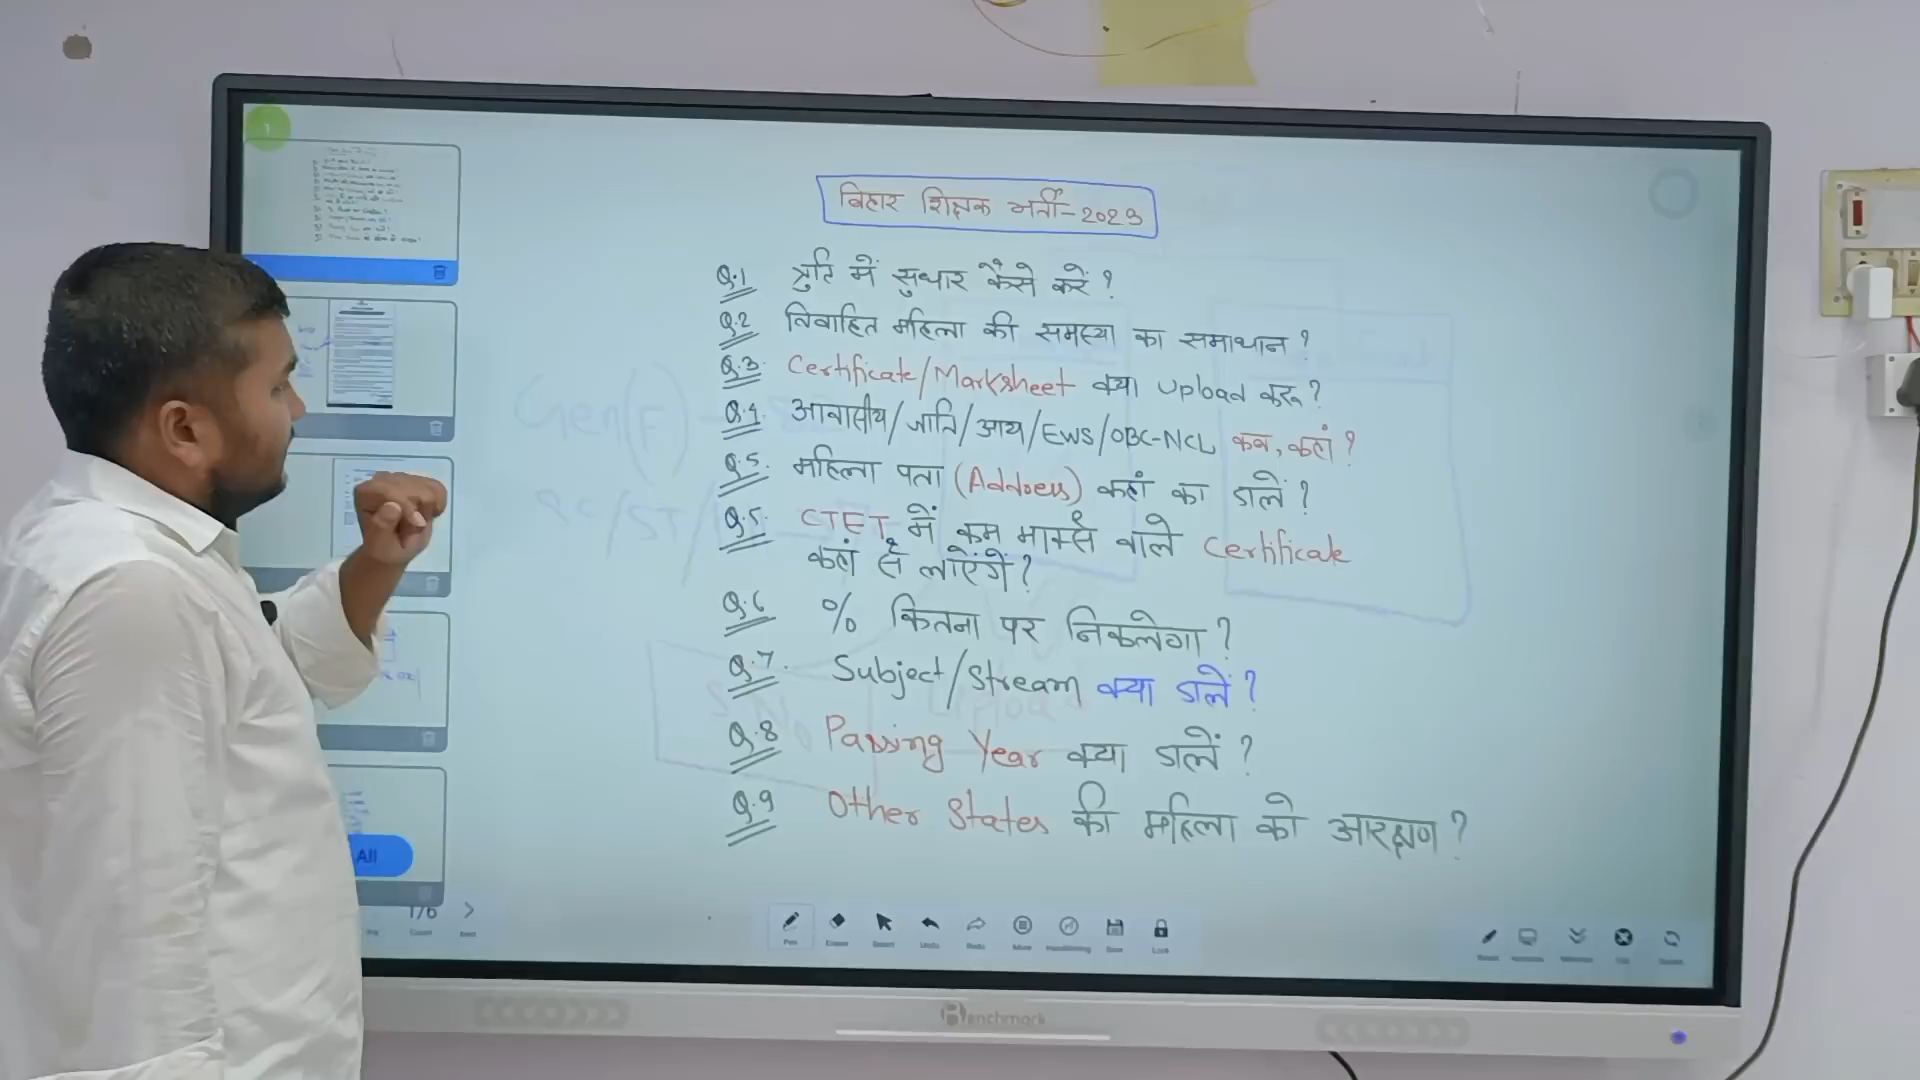 बिहार शिक्षक भर्ती-2023
Q.1 त्रुटि में सुधार कैसे करें ?
Q.2 विवाहित महिला की समस्या का समाधान ?
Q.3. Certificate/Marksheet क्या Upload करू ?
Q.4. आवासीय/जाति/आय/EWS/OBC-NCL कब, कहां ?
Q.5. महिला पता (Address) कहां का डालें ?
Q.5. CTET में कम मार्क्स वाले Certificate
कहां से लाऐंगें ?
Q.6 % कितना पर निकलेगा ?
Q.7. Subject/Stream क्या डालें ?
Q.8 Passing Year क्या डालें ?
Q.9 Other States की महिला को आरक्षण ?
All
Benchmark